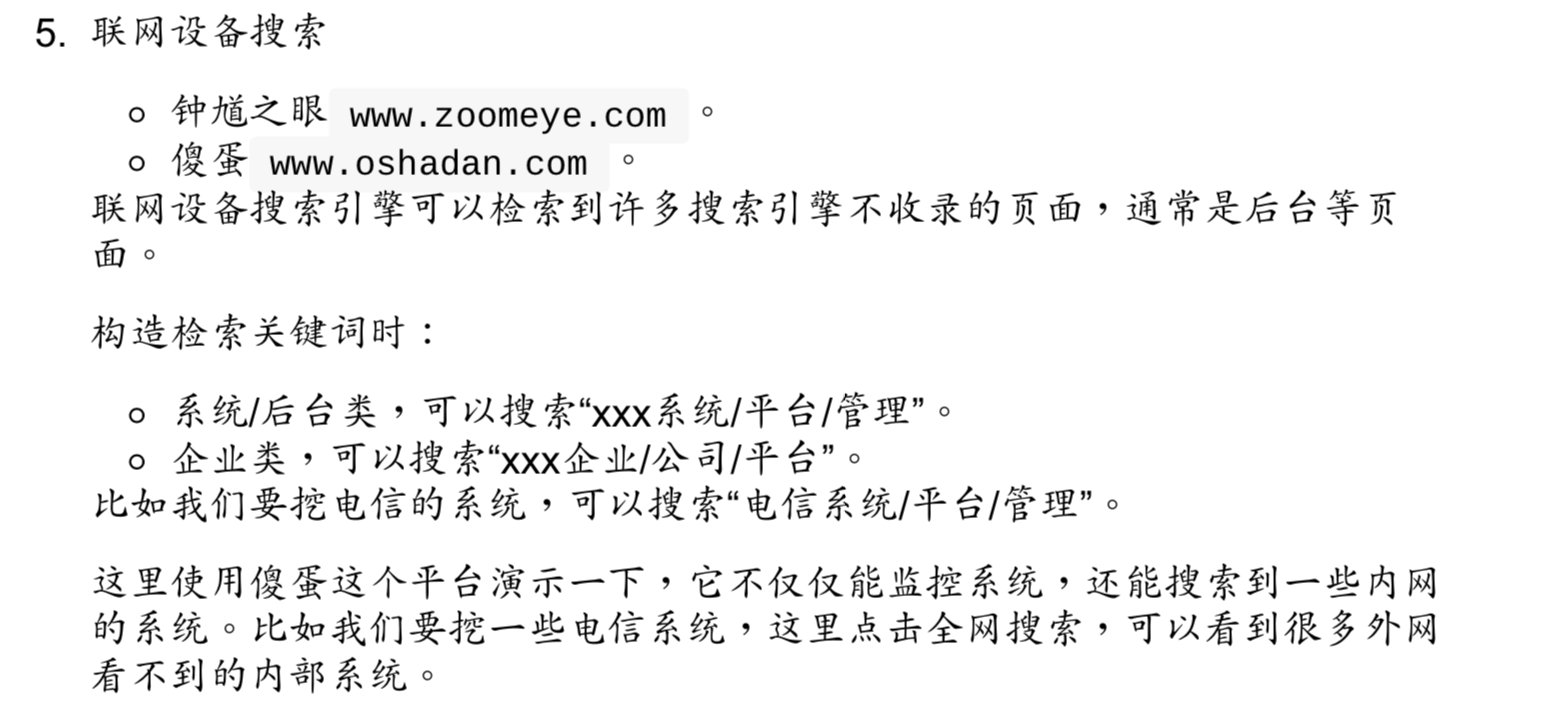 5. 联网设备搜索
○ 钟馗之眼 www.zoomeye.com 。
○ 傻蛋 www.oshadan.com 。
联网设备搜索引擎可以检索到许多搜索引擎不收录的页面，通常是后台等页
面。
构造检索关键词时：
○ 系统/后台类，可以搜索“xxx系统/平台/管理”。
○ 企业类，可以搜索“xxx企业/公司/平台”。
比如我们要挖电信的系统，可以搜索“电信系统/平台/管理”。
这里使用傻蛋这个平台演示一下，它不仅仅能监控系统，还能搜索到一些内网
的系统。比如我们要挖一些电信系统，这里点击全网搜索，可以看到很多外网
看不到的内部系统。